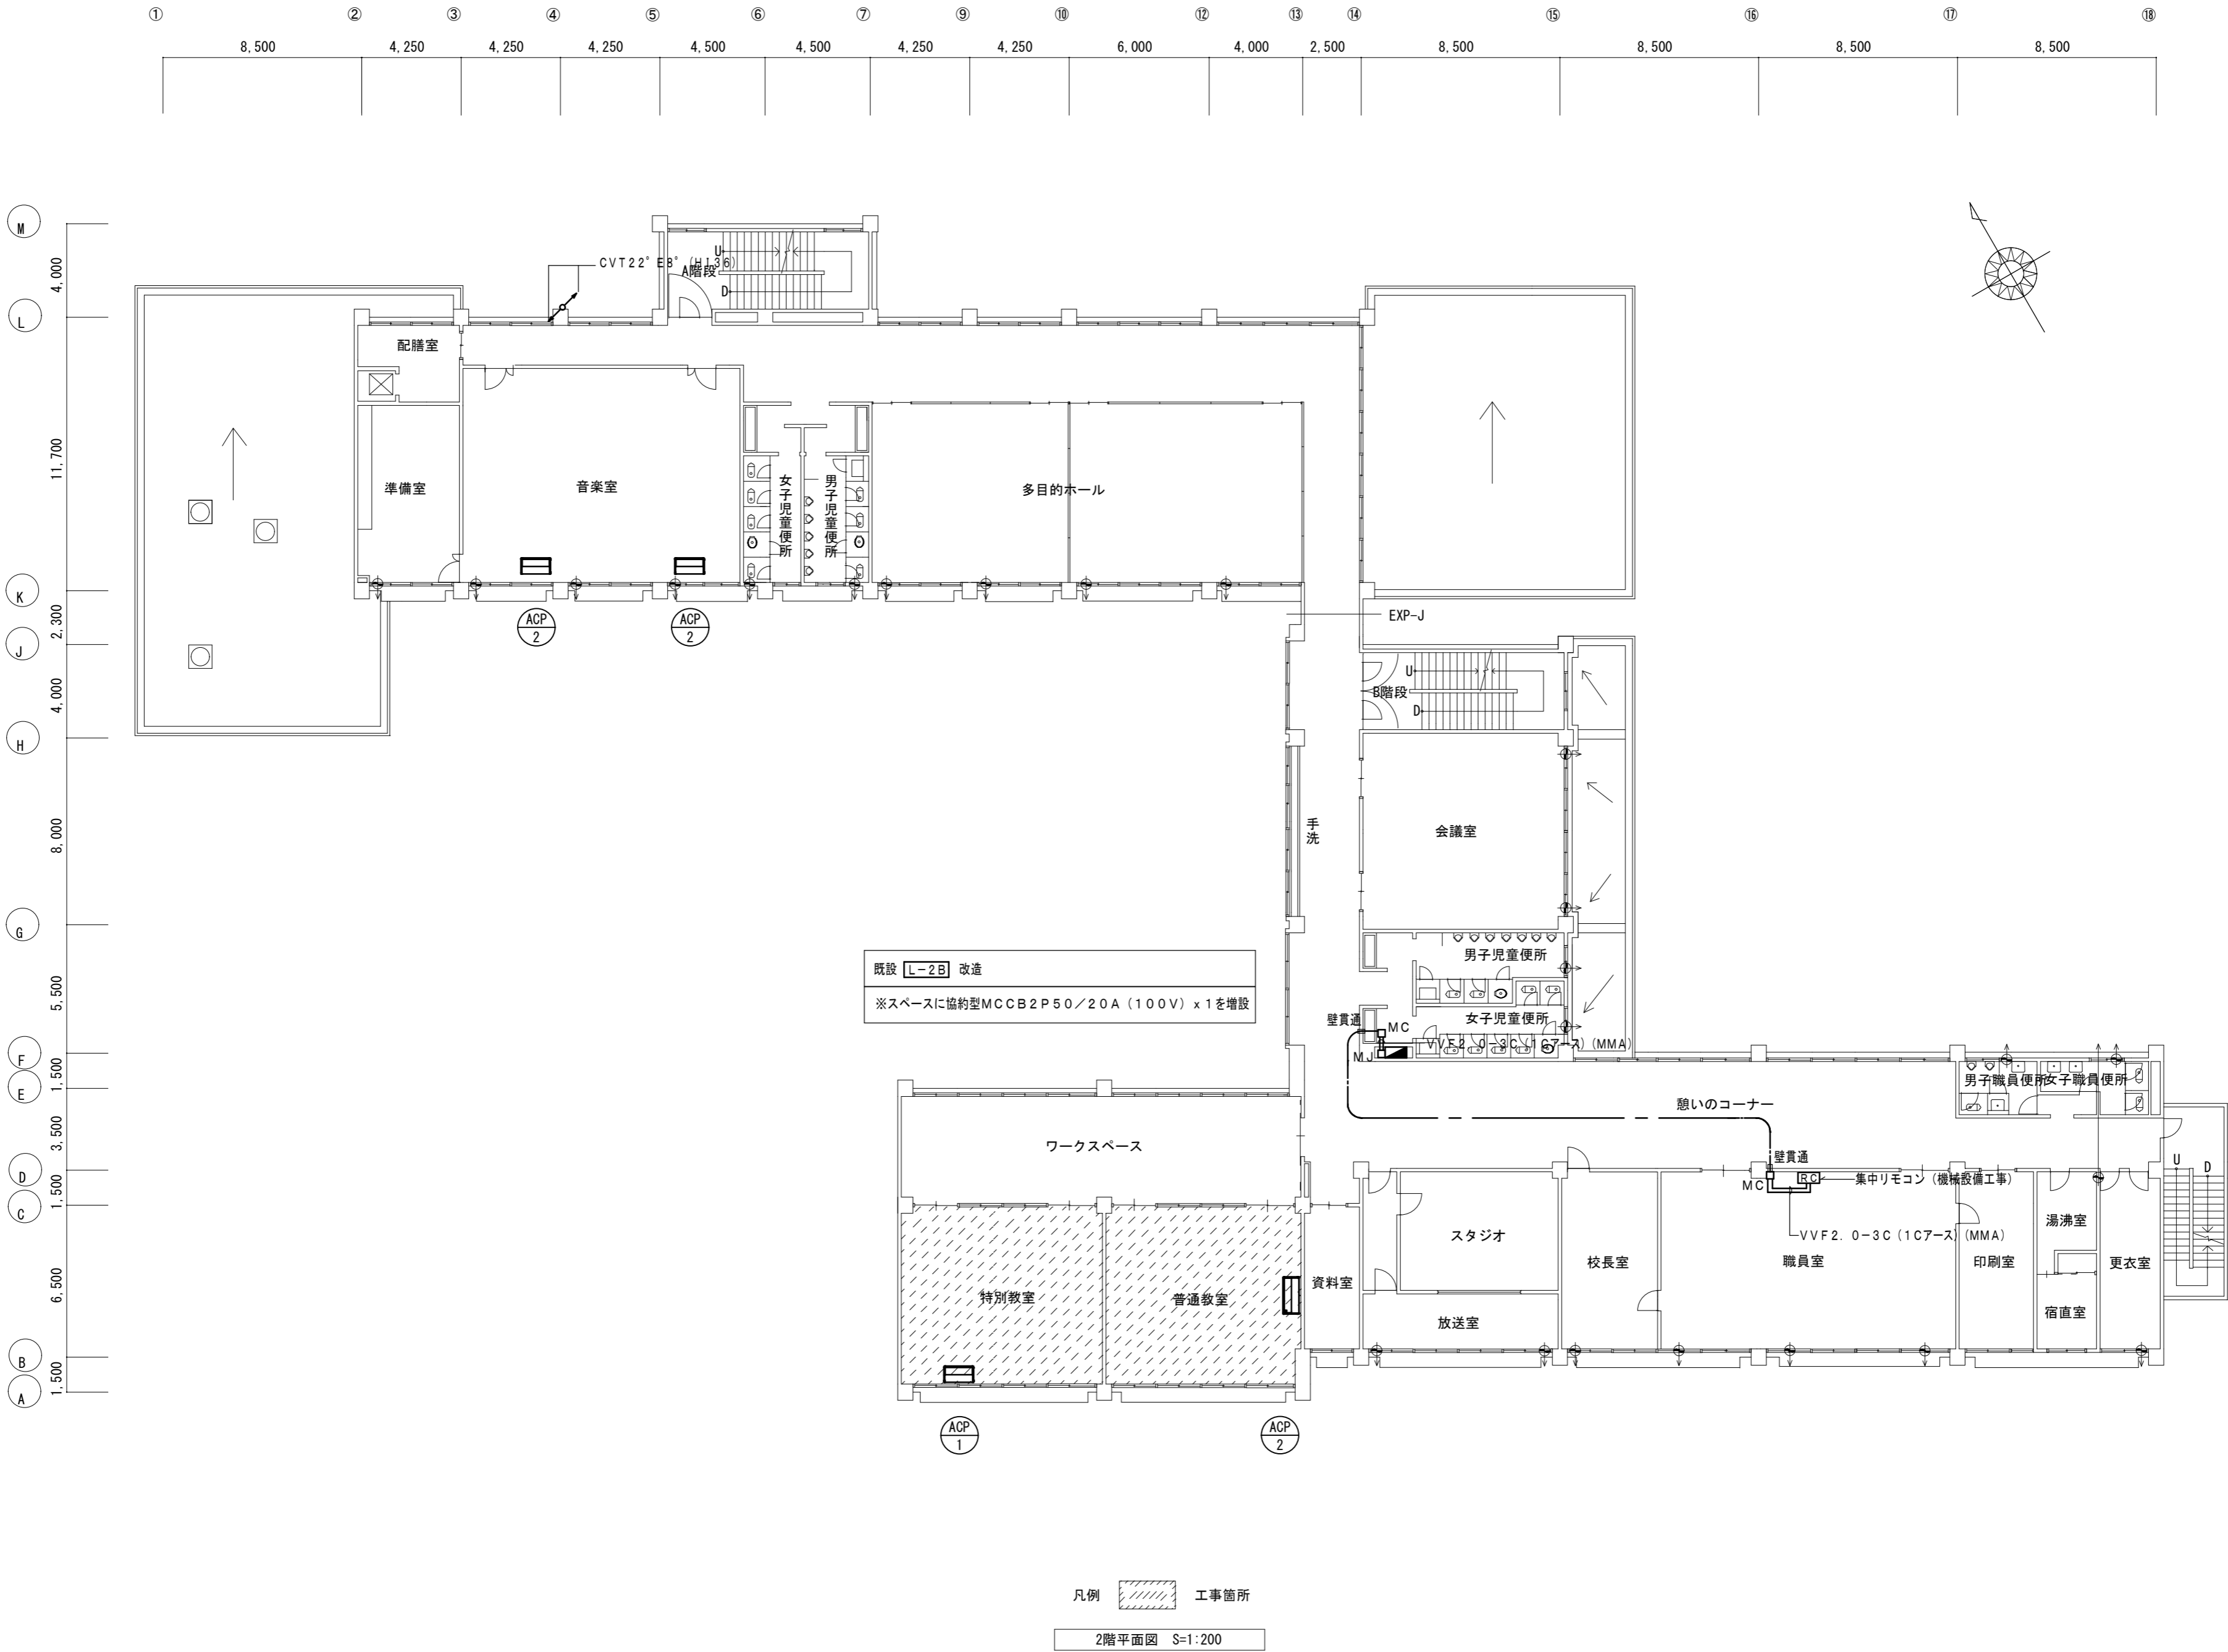 ① ② ③ ④ ⑤ ⑥ ⑦ ⑨ ⑩ ⑫ ⑬ ⑭ ⑮ ⑯ ⑰ ⑱
8,500 4,250 4,250 4,250 4,500 4,500 4,250 4,250 6,000 4,000 2,500 8,500 8,500 8,500 8,500
M
4,000
L
11,700
K
2,300
J
4,000
H
8,000
G
5,500
F
1,500
E
3,500
D
1,500
C
6,500
B
1,500
A
CVT22゜E8゜(HI36)
U
A階段
D
配膳室
準備室
音楽室
女子児童便所
男子児童便所
多目的ホール
ACP
2
ACP
2
EXP-J
U
B階段
D
手洗
会議室
男子児童便所
女子児童便所
既設 L-2B 改造
※スペースに協約型MCCB2P50/20A(100V)x1を増設
壁貫通
MC
VVF2.0-3C(1Cアース)(MMA)
MJ
男子職員便所
女子職員便所
憩いのコーナー
ワークスペース
壁貫通
MC
RC
集中リモコン(機械設備工事)
VVF2.0-3C(1Cアース)(MMA)
U
D
スタジオ
校長室
職員室
印刷室
湯沸室
更衣室
宿直室
資料室
放送室
特別教室
普通教室
ACP
1
ACP
2
凡例 工事箇所
2階平面図 S=1:200